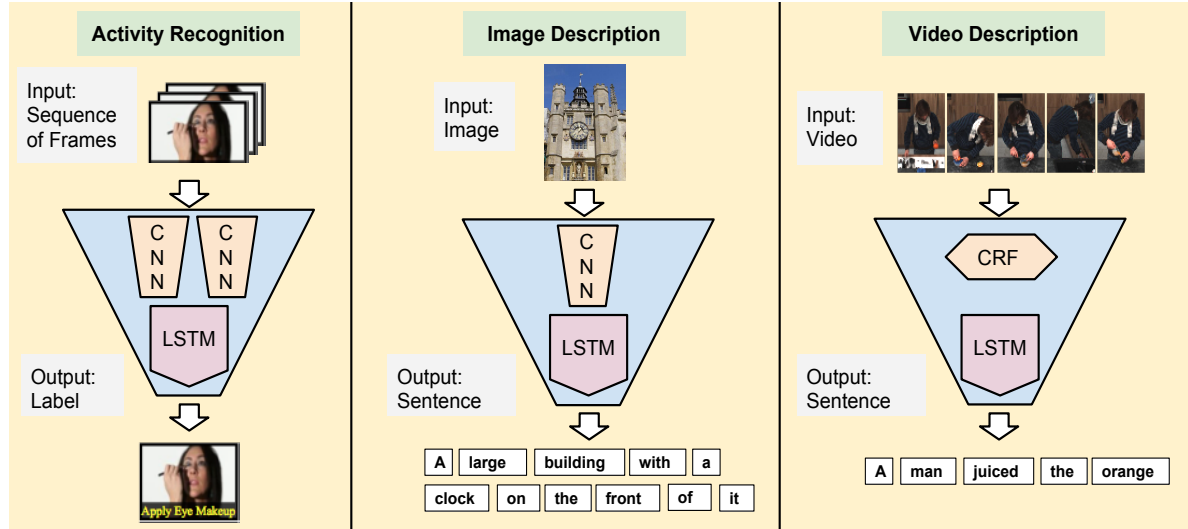 Activity Recognition
Input:
Sequence
of Frames
C
N
N
C
N
N
LSTM
Output:
Label
Apply Eye Makeup
Image Description
Input:
Image
C
N
N
LSTM
Output:
Sentence
A large building with a
clock on the front of it
Video Description
Input:
Video
CRF
LSTM
Output:
Sentence
A man juiced the orange